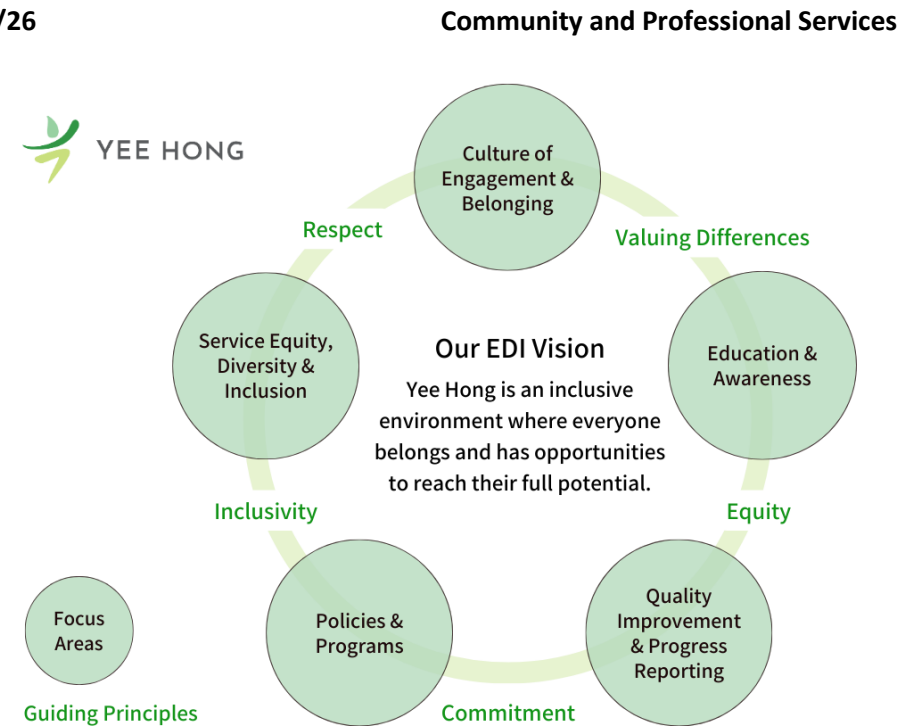 /26
Community and Professional Services
YEE HONG
Culture of
Engagement &
Belonging
Respect
Valuing Differences
Service Equity,
Diversity &
Inclusion
Our EDI Vision
Yee Hong is an inclusive
environment where everyone
belongs and has opportunities
to reach their full potential.
Education &
Awareness
Inclusivity
Equity
Focus
Areas
Policies &
Programs
Quality
Improvement
& Progress
Reporting
Guiding Principles
Commitment